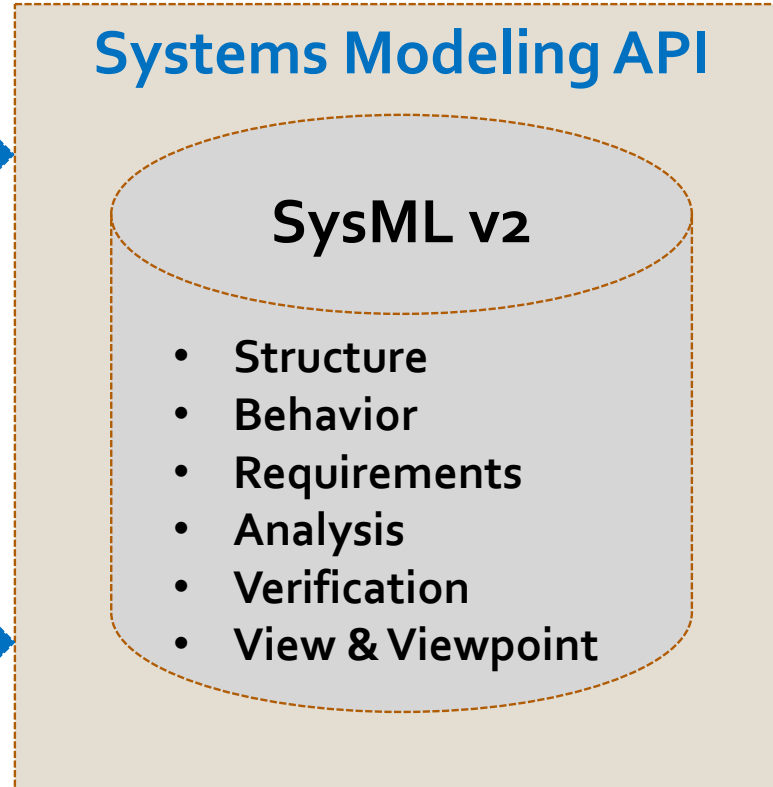 Systems Modeling API
SysML v2
• Structure
• Behavior
• Requirements
• Analysis
• Verification
• View & Viewpoint